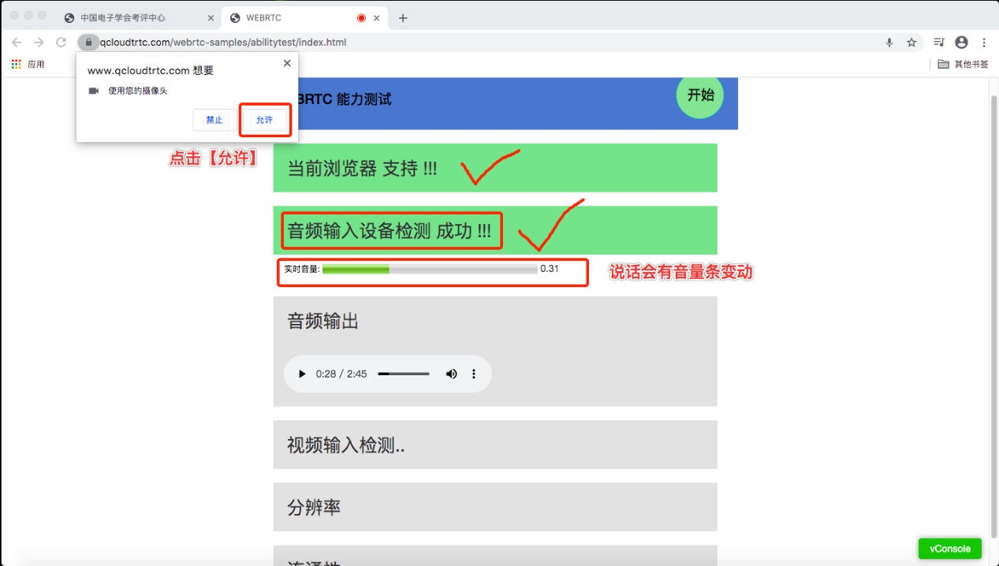 中国电子学会考评中心
WEBRTC
qcloudtrtc.com/webrtc-samples/abilitytest/index.html
应用
其他书签
www.qcloudtrtc.com 想要
使用您的摄像头
禁止
允许
点击【允许】
BRTC 能力测试
开始
当前浏览器 支持 !!!
音频输入设备检测 成功 !!!
实时音量:
0.31
说话会有音量条变动
音频输出
0:28 / 2:45
视频输入检测..
分辨率
vConsole